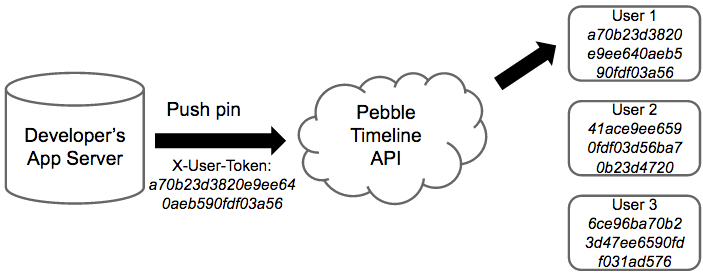 Developer's
App Server
Push pin
X-User-Token:
a70b23d3820e9ee64
0aeb590fdf03a56
Pebble
Timeline
API
User 1
a70b23d3820
e9ee640aeb5
90fdf03a56
User 2
41ace9ee659
0fdf03d56ba7
0b23d4720
User 3
6ce96ba70b2
3d47ee6590fd
f031ad576